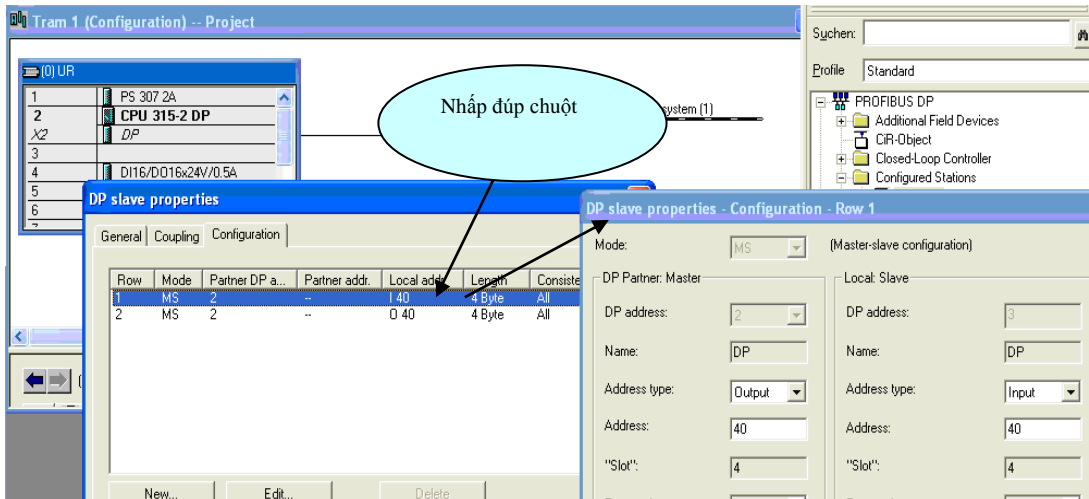 Tram 1 (Configuration) -- Project
(0) UR
1 PS 307 2A
2 CPU 315-2 DP
X2 DP
3
4 DI16/DO16x24V/0.5A
5
6
7
Nhấp đúp chuột
system (1)
Suchen:
Profile Standard
PROFIBUS DP
Additional Field Devices
CiR-Object
Closed-Loop Controller
Configured Stations
DP slave properties
General Coupling Configuration
Row Mode Partner DP a... Partner addr. Local addr. Length Consiste
1 MS 2 -- I 40 4 Byte All
2 MS 2 -- O 40 4 Byte All
New... Edit... Delete
DP slave properties - Configuration - Row 1
Mode: MS (Master-slave configuration)
DP Partner: Master Local: Slave
DP address: 2 DP address: 3
Name: DP Name: DP
Address type: Output Address type: Input
Address: 40 Address: 40
"Slot": 4 "Slot": 4